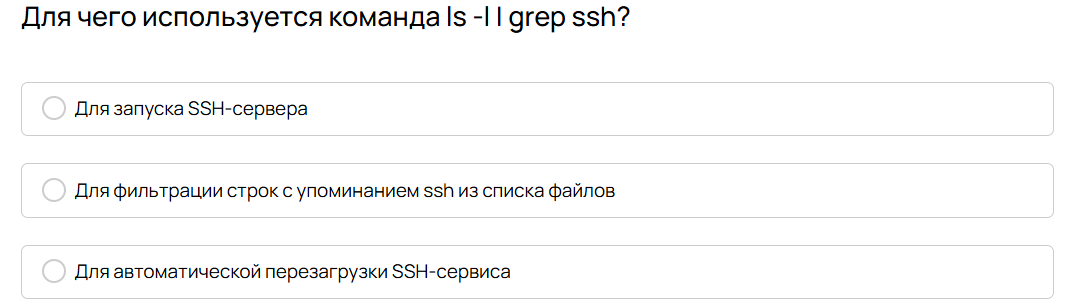 Для чего используется команда ls -l | grep ssh?
Для запуска SSH-сервера
Для фильтрации строк с упоминанием ssh из списка файлов
Для автоматической перезагрузки SSH-сервиса